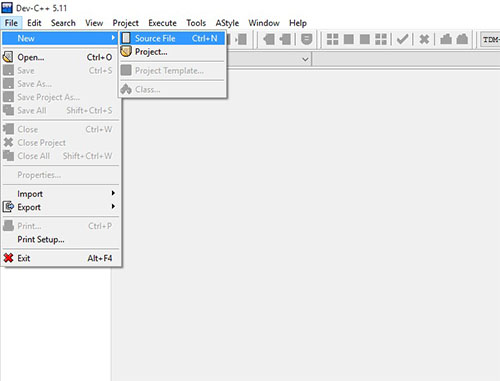 Dev-C++ 5.11
File Edit Search View Project Execute Tools AStyle Window Help
New
Source File Ctrl+N
Project...
Project Template...
Class...
TDM-
Open... Ctrl+O
Save Ctrl+S
Save As...
Save Project As...
Save All Shift+Ctrl+S
Close Ctrl+W
Close Project
Close All Shift+Ctrl+W
Properties...
Import
Export
Print... Ctrl+P
Print Setup...
Exit Alt+F4